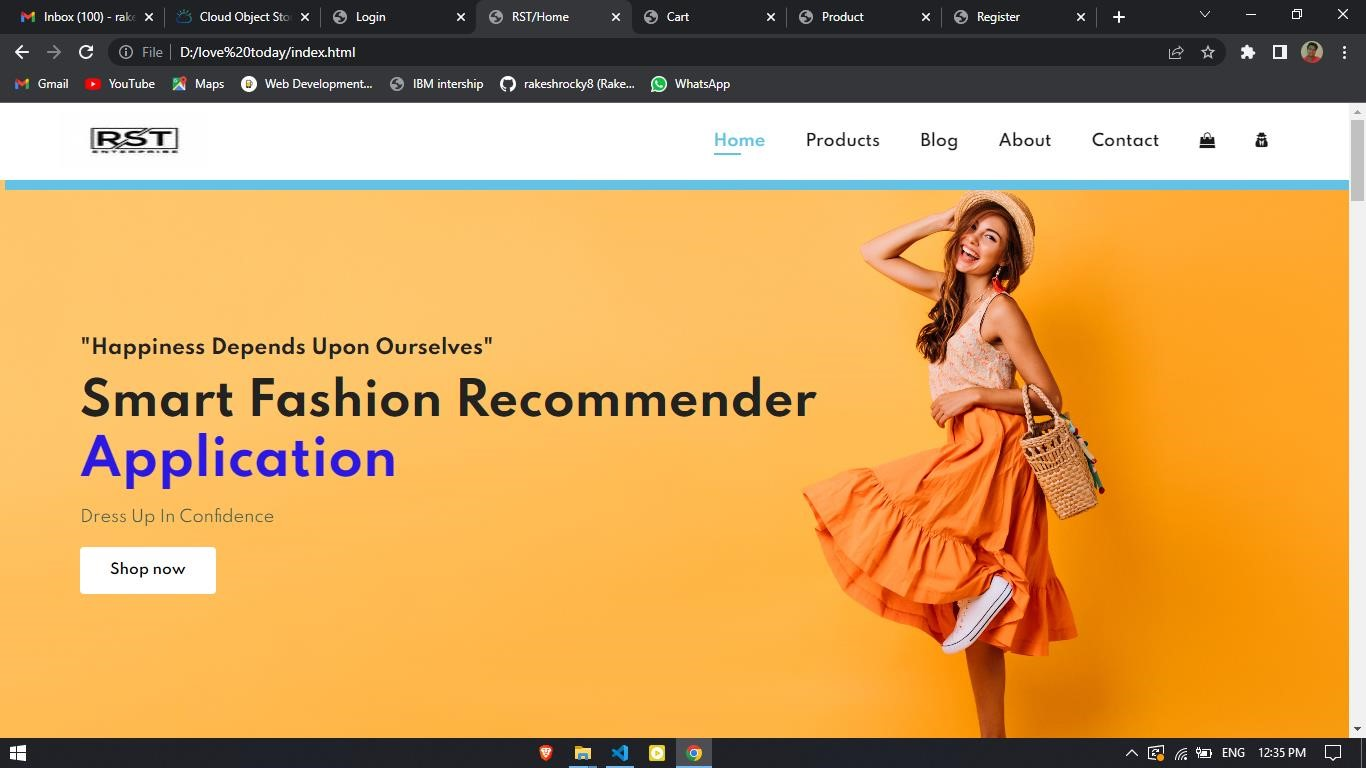 Inbox (100) - rake
Cloud Object Sto
Login
RST/Home
Cart
Product
Register
File
D:/love%20today/index.html
Gmail
YouTube
Maps
Web Development...
IBM intership
rakeshrocky8 (Rake...
WhatsApp
RST
ENTERPRISE
Home
Products
Blog
About
Contact
"Happiness Depends Upon Ourselves"
Smart Fashion Recommender
Application
Dress Up In Confidence
Shop now
ENG
12:35 PM